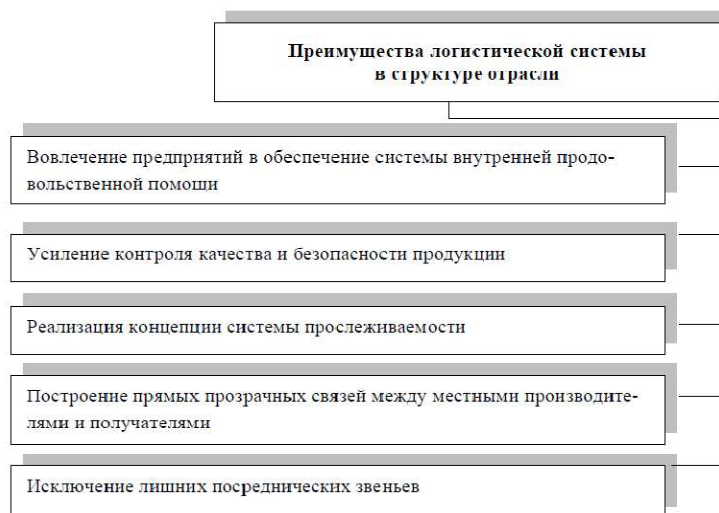 Преимущества логистической системы
в структуре отрасли
Вовлечение предприятий в обеспечение системы внутренней продо-
вольственной помощи
Усиление контроля качества и безопасности продукции
Реализация концепции системы прослеживаемости
Построение прямых прозрачных связей между местными производите-
лями и получателями
Исключение лишних посреднических звеньев